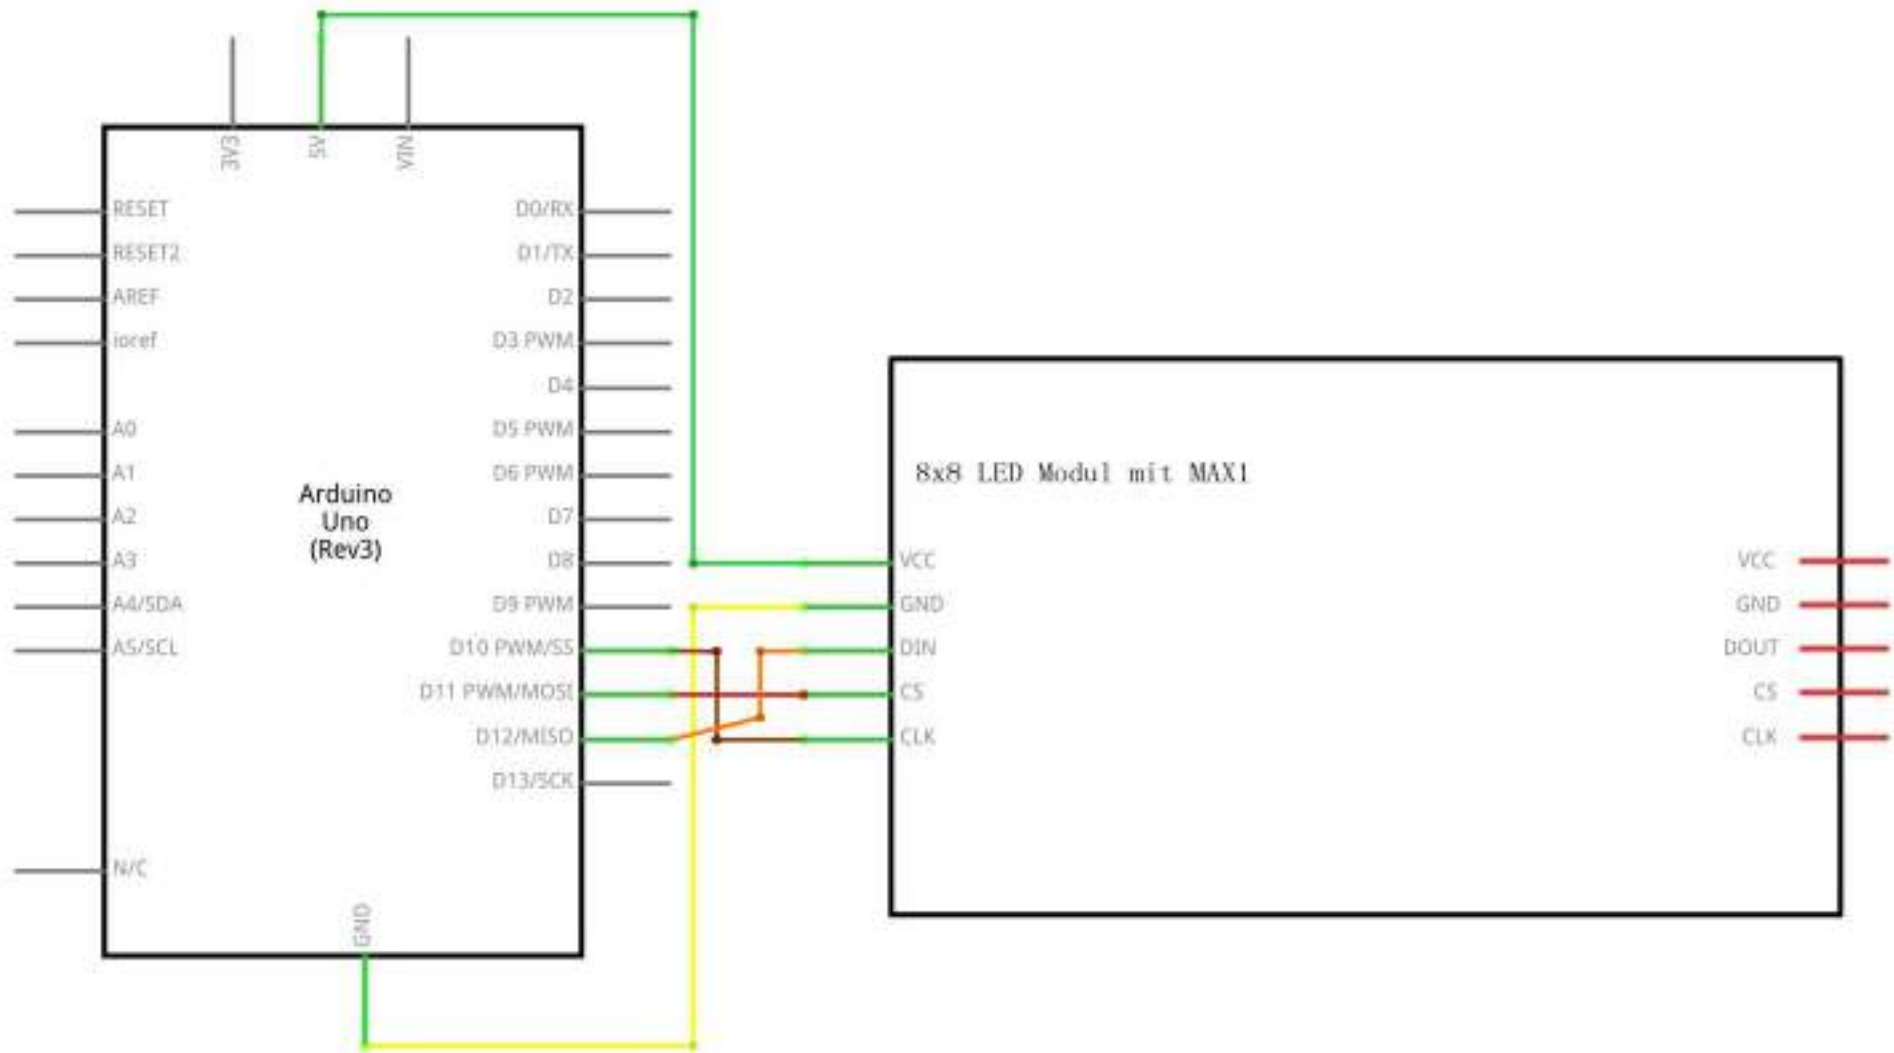 3V3
5V
VIN
RESET
RESET2
AREF
ioref
A0
A1
A2
A3
A4/SDA
A5/SCL
N/C
Arduino
Uno
(Rev3)
D0/RX
D1/TX
D2
D3 PWM
D4
D5 PWM
D6 PWM
D7
D8
D9 PWM
D10 PWM/SS
D11 PWM/MOSI
D12/MISO
D13/SCK
GND
8x8 LED Modul mit MAX1
VCC
GND
DIN
CS
CLK
VCC
GND
DOUT
CS
CLK